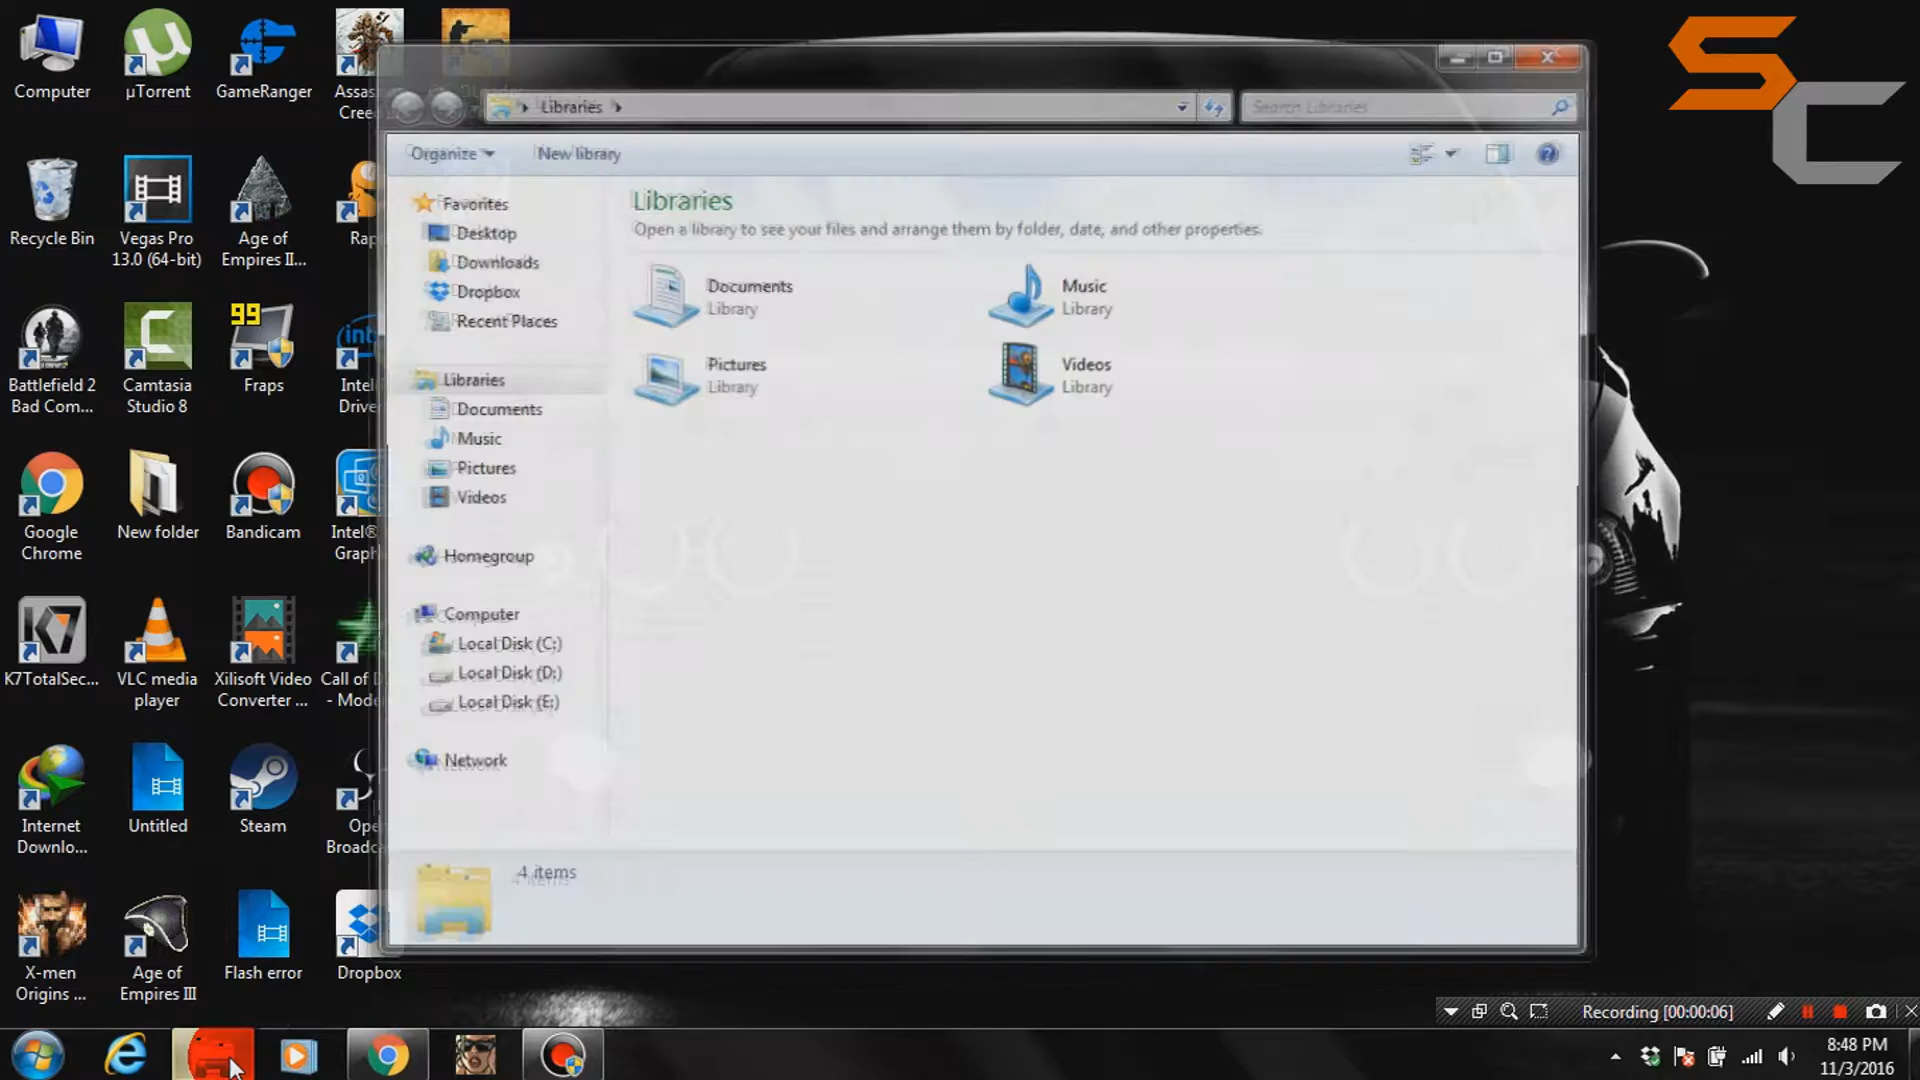 Computer
µTorrent
GameRanger
Assas
Creed
Recycle Bin
Vegas Pro
13.0 (64-bit)
Age of
Empires II...
Battlefield 2
Bad Com...
Camtasia
Studio 8
99
Fraps
Google
Chrome
New folder
Bandicam
Intel®
Graph
K7TotalSec...
VLC media
player
Xilisoft Video
Converter ...
Call of
- Mode
Internet
Downlo...
Untitled
Steam
Ope
Broadc
X-men
Origins ...
Age of
Empires III
Flash error
Dropbox
Libraries
Search Libraries
Organize
New library
Favorites
Desktop
Downloads
Dropbox
Recent Places
Libraries
Documents
Music
Pictures
Videos
Homegroup
Computer
Local Disk (C:)
Local Disk (D:)
Local Disk (E:)
Network
Libraries
Open a library to see your files and arrange them by folder, date, and other properties.
Documents
Library
Music
Library
Pictures
Library
Videos
Library
4 items
SC
Recording [00:00:06]
8:48 PM
11/3/2016